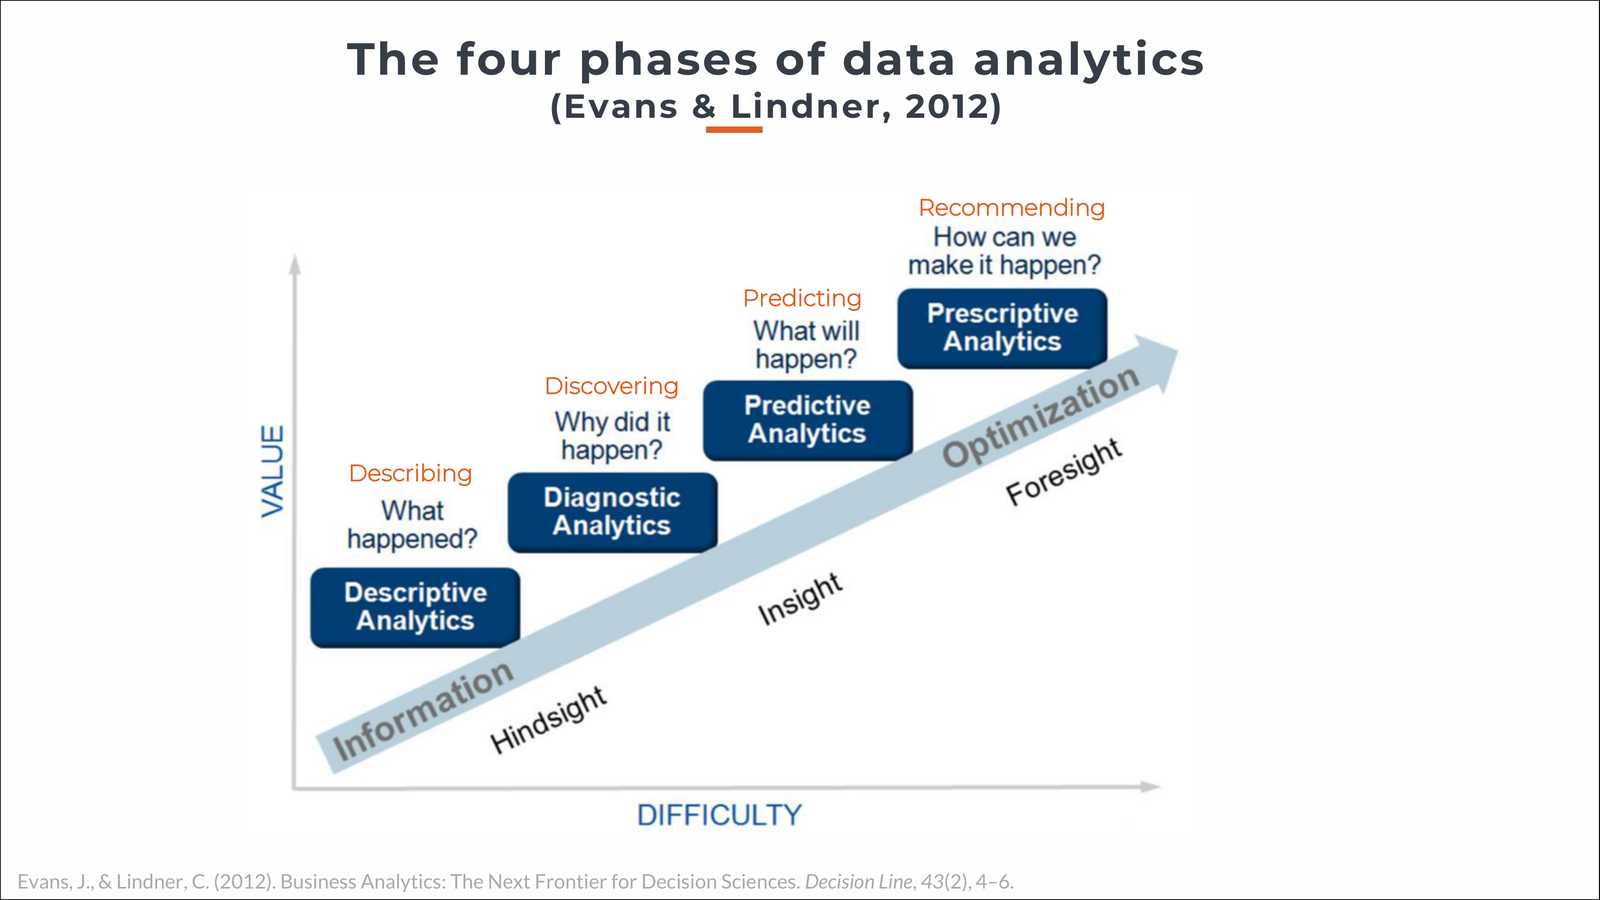 The four phases of data analytics
(Evans & Lindner, 2012)
Recommending
How can we
make it happen?
Prescriptive
Analytics
Predicting
What will
happen?
Predictive
Analytics
Discovering
Why did it
happen?
Diagnostic
Analytics
Describing
What
happened?
Descriptive
Analytics
VALUE
Information
Optimization
Hindsight
Insight
Foresight
DIFFICULTY
Evans, J., & Lindner, C. (2012). Business Analytics: The Next Frontier for Decision Sciences. Decision Line, 43(2), 4–6.